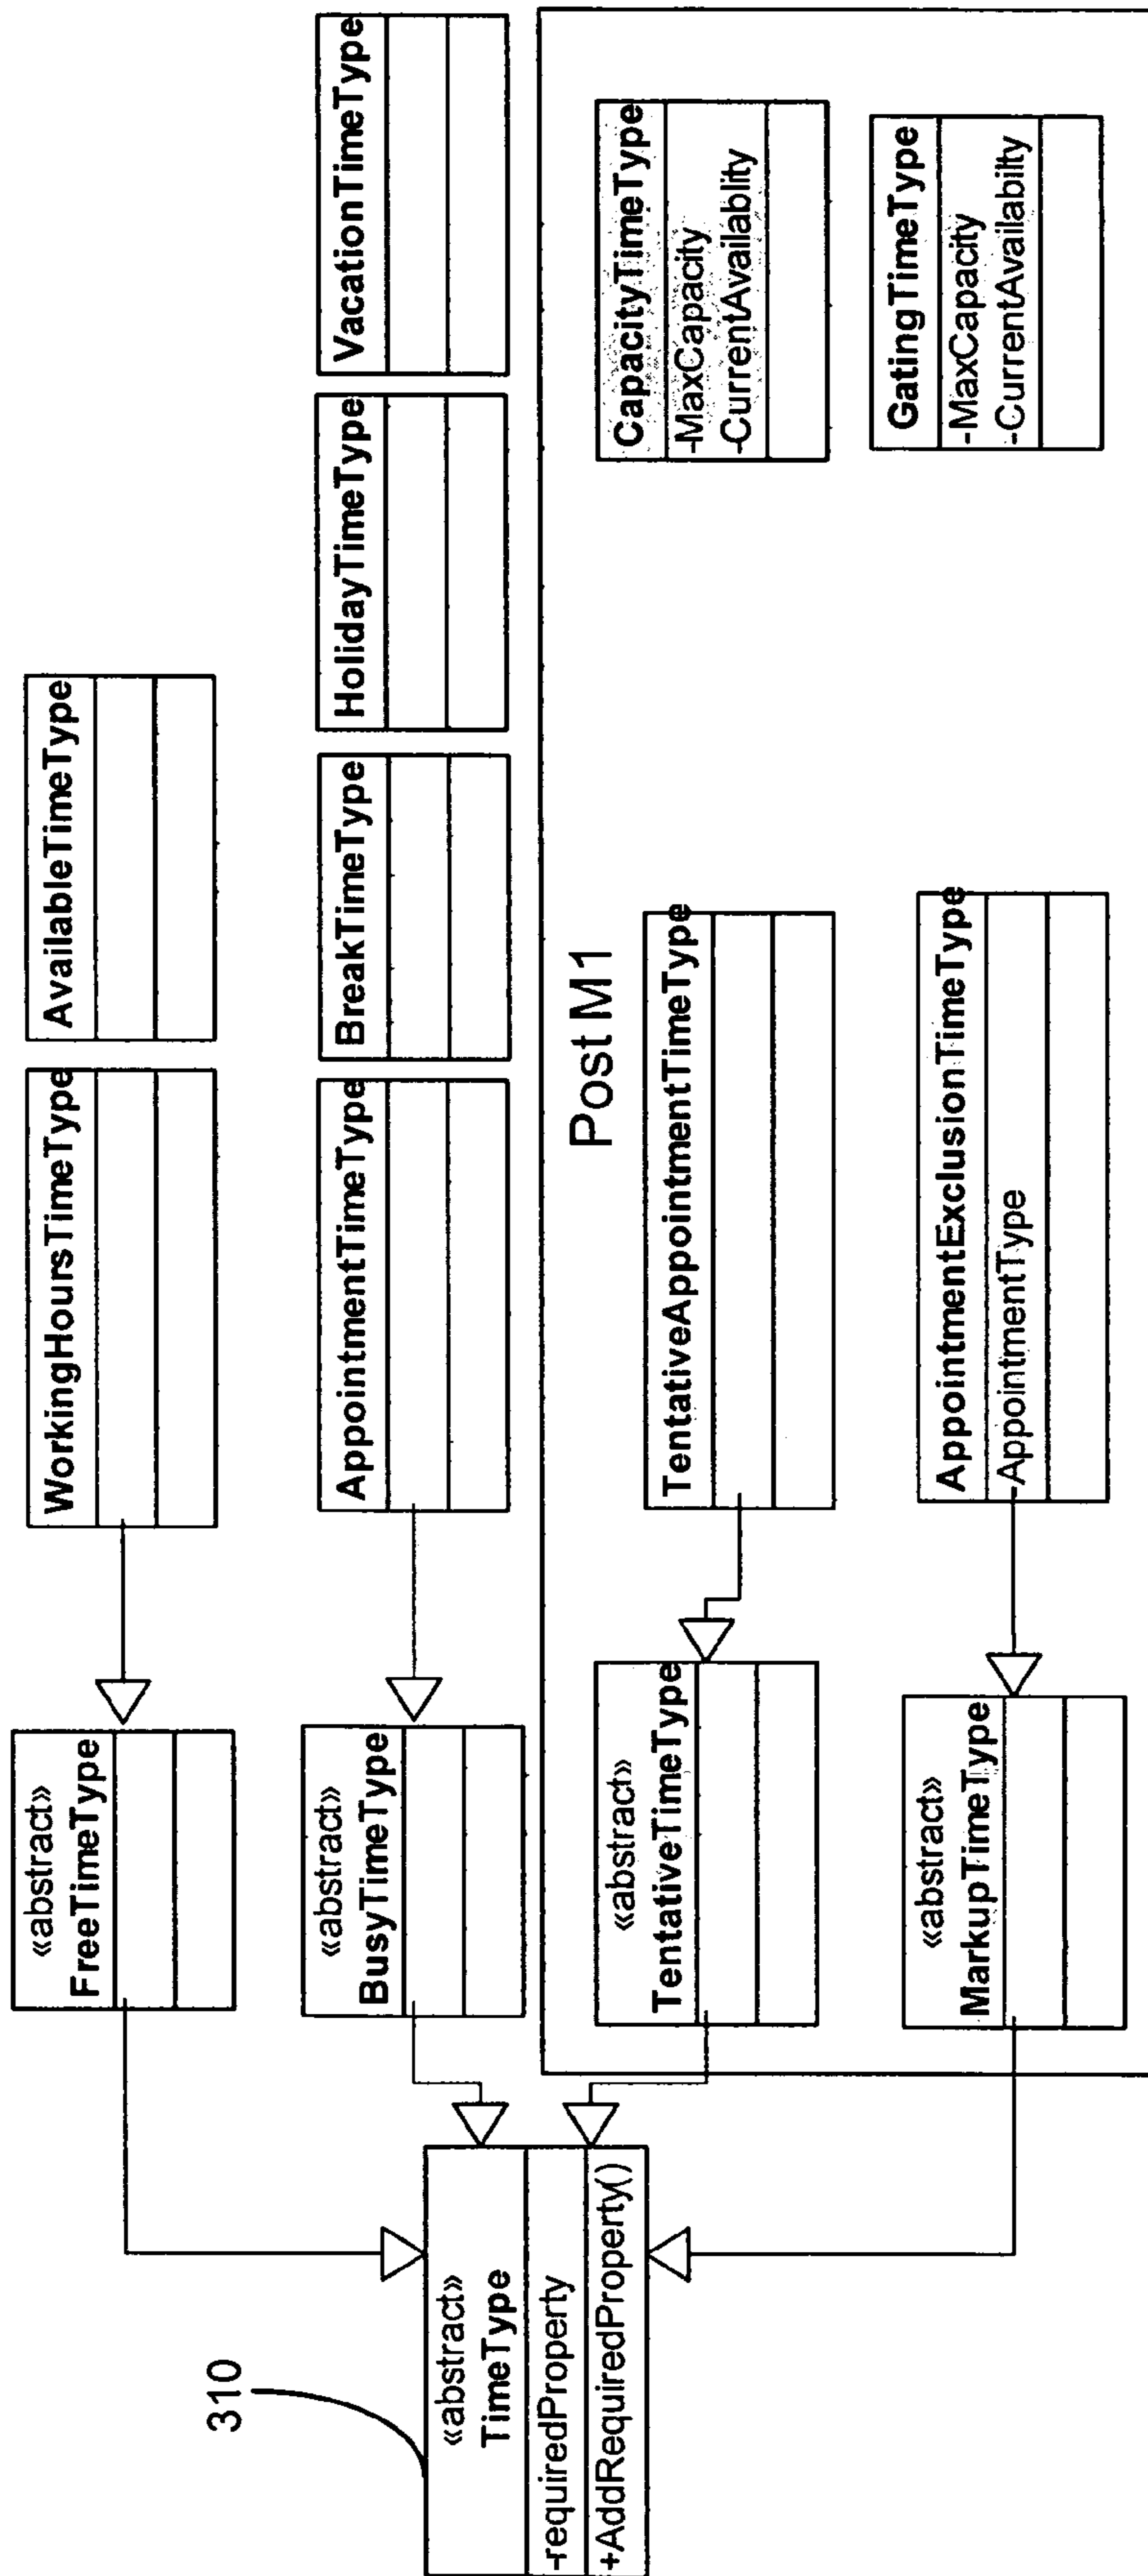 310
«abstract»
TimeType
-requiredProperty
+AddRequiredProperty()
«abstract»
FreeTimeType
WorkingHoursTimeType
AvailableTimeType
«abstract»
BusyTimeType
AppointmentTimeType
BreakTimeType
HolidayTimeType
VacationTimeType
Post M1
«abstract»
TentativeTimeType
TentativeAppointmentTimeType
CapacityTimeType
-MaxCapacity
-CurrentAvailablity
«abstract»
MarkupTimeType
AppointmentExclusionTimeType
-AppointmentType
GatingTimeType
-MaxCapacity
-CurrentAvailabilty